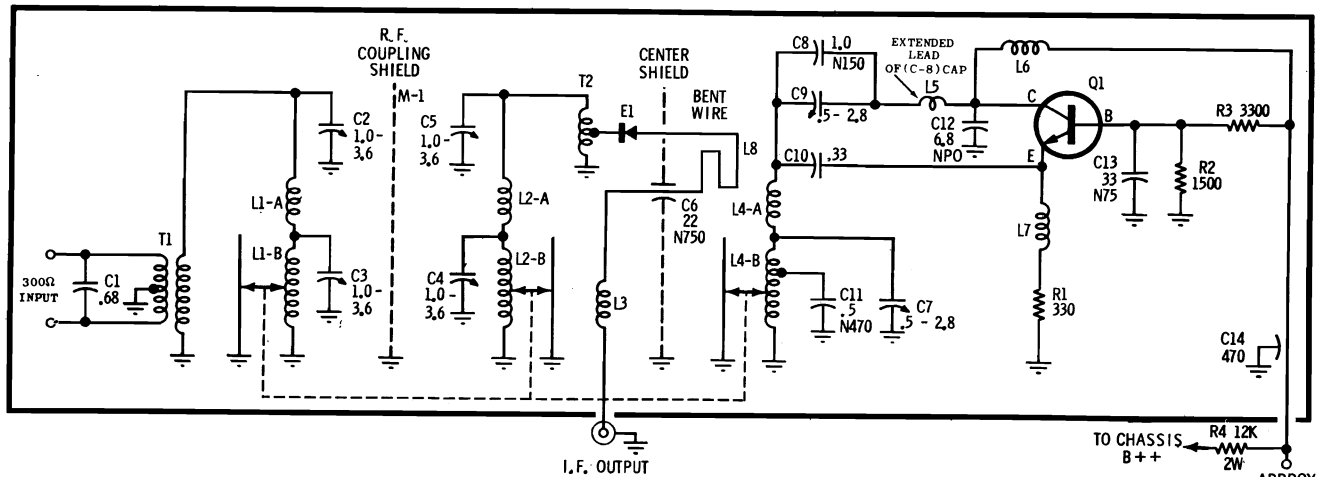 R.F.
COUPLING
SHIELD
M-1
CENTER
SHIELD
BENT
WIRE
EXTENDED
LEAD
OF(C-8)CAP
C8
1.0
N150
C9
.5 - 2.8
L5
L6
Q1
C
B
E
C12
6.8
NPO
R3 3300
C2
1.0 -
3.6
C5
1.0 -
3.6
T2
E1
L8
C10
.33
C13
33
N75
R2
1500
L1-A
L2-A
C6
22
N750
L4-A
L7
T1
L1-B
L2-B
L4-B
300Ω
INPUT
C1
.68
C3
1.0 -
3.6
C4
1.0 -
3.6
L3
C11
.5
N470
C7
.5 - 2.8
R1
330
C14
470
I.F. OUTPUT
TO CHASSIS
B++
R4 12K
2W